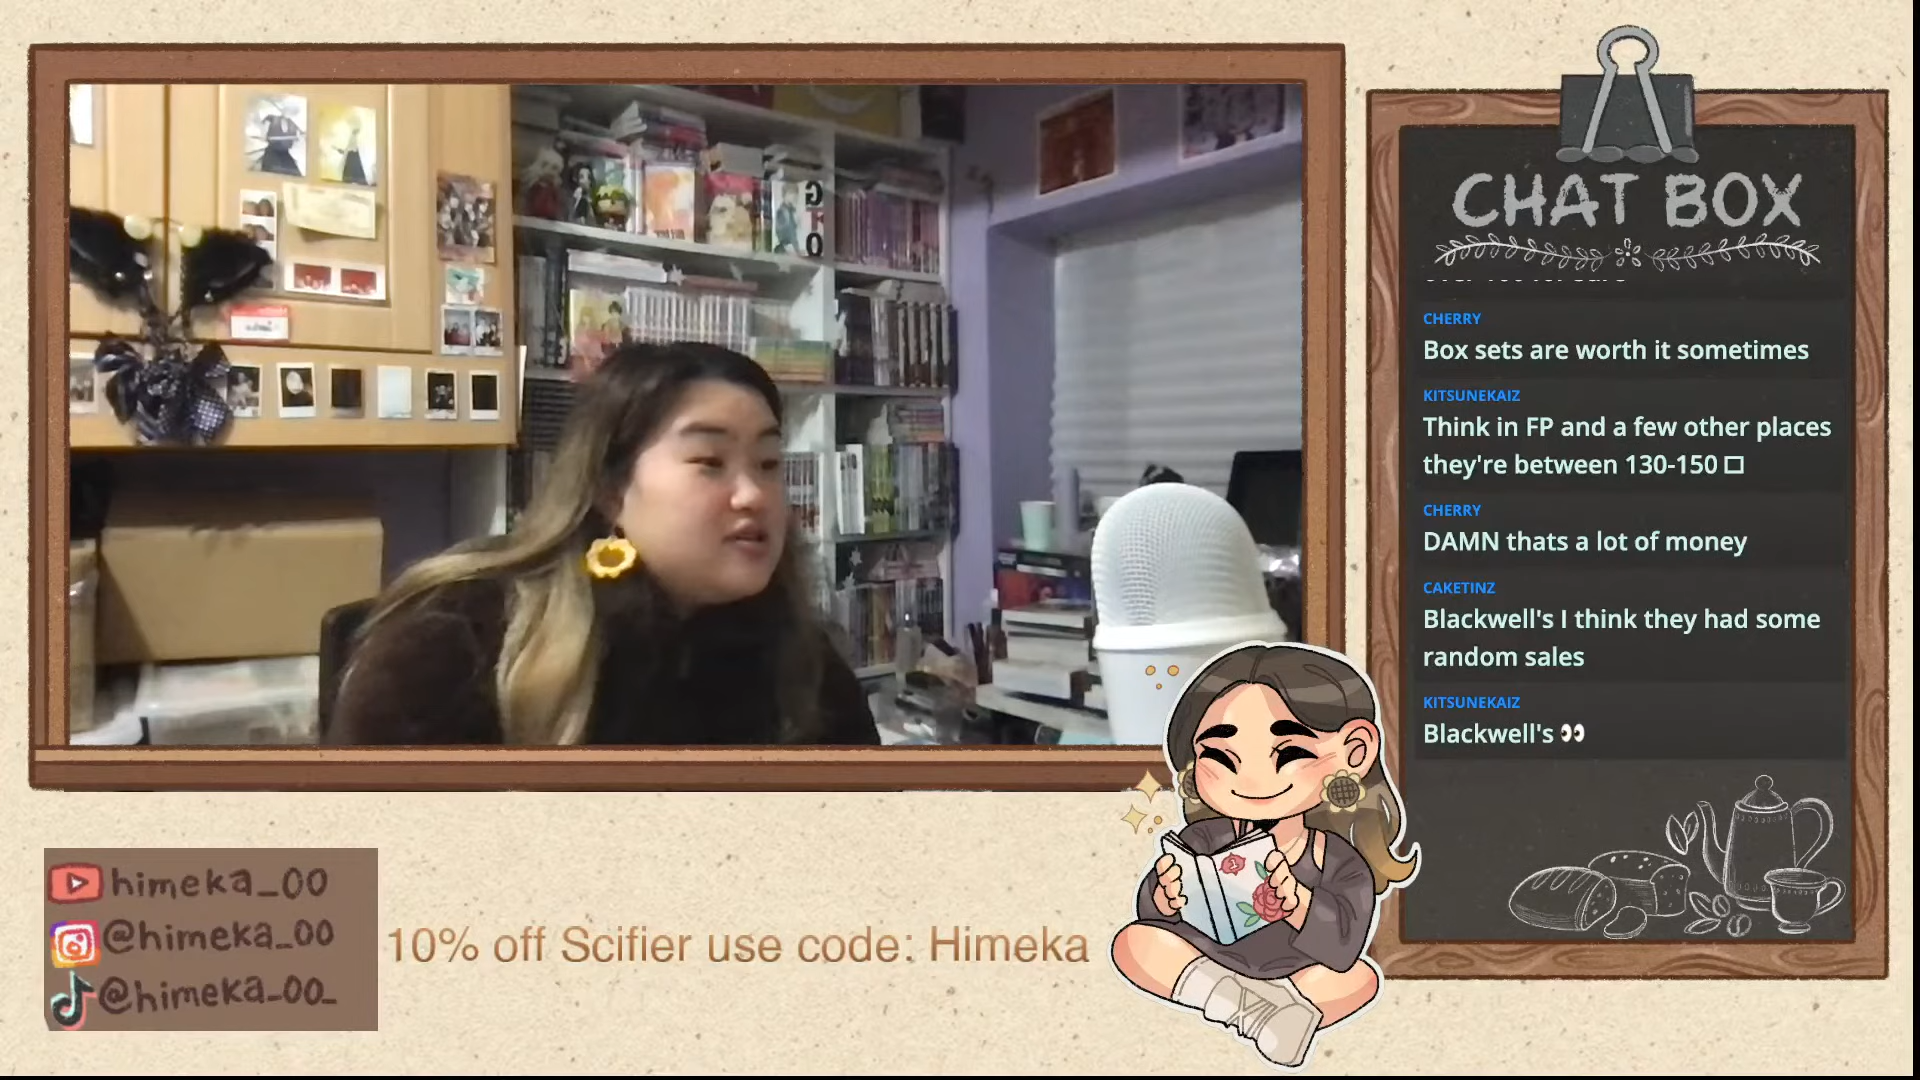 CHAT BOX
CHERRY
Box sets are worth it sometimes
KITSUNEKAIZ
Think in FP and a few other places
they're between 130-150 □
CHERRY
DAMN thats a lot of money
CAKETINZ
Blackwell's I think they had some
random sales
KITSUNEKAIZ
Blackwell's 👀
himeka_00
@himeka_00
@himeka_00_
10% off Scifier use code: Himeka